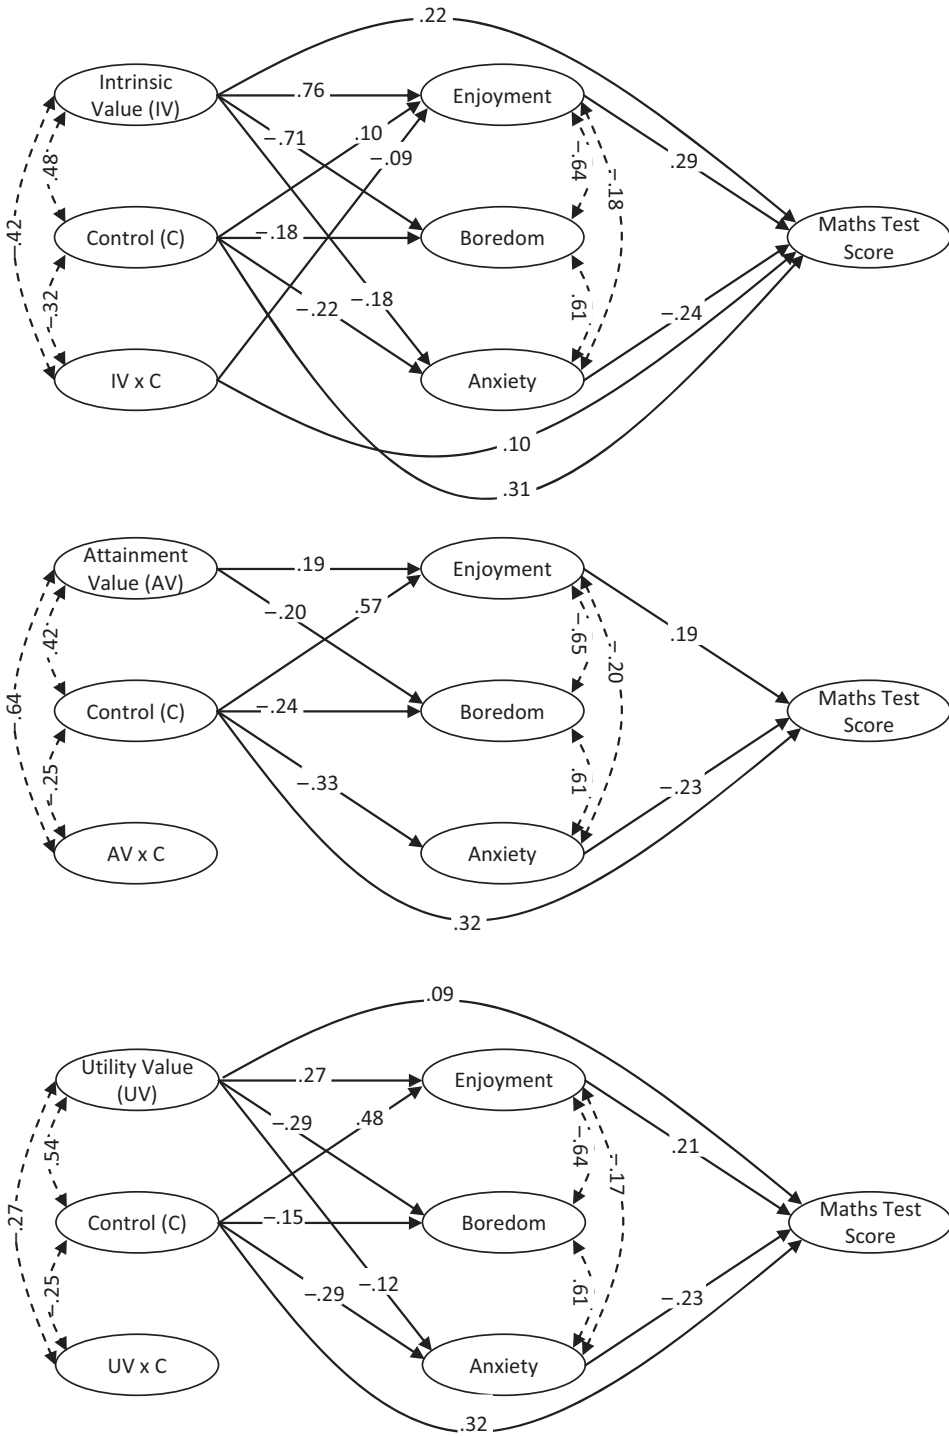 .22
Intrinsic
Value (IV)
.76
Enjoyment
.10
−.71
−.09
.29
.48
−.64
−.18
.42
Control (C)
−.18
Boredom
Maths Test
Score
−.32
−.18
−.22
.61
−.24
IV x C
Anxiety
.10
.31
Attainment
Value (AV)
.19
Enjoyment
.57
−.20
.19
.42
−.65
−.20
.64
Control (C)
−.24
Boredom
Maths Test
Score
−.25
−.33
.61
−.23
AV x C
Anxiety
.32
.09
Utility Value
(UV)
.27
Enjoyment
.48
−.29
.21
.54
−.64
−.17
.27
Control (C)
−.15
Boredom
Maths Test
Score
−.25
−.12
−.29
.61
−.23
UV x C
Anxiety
.32